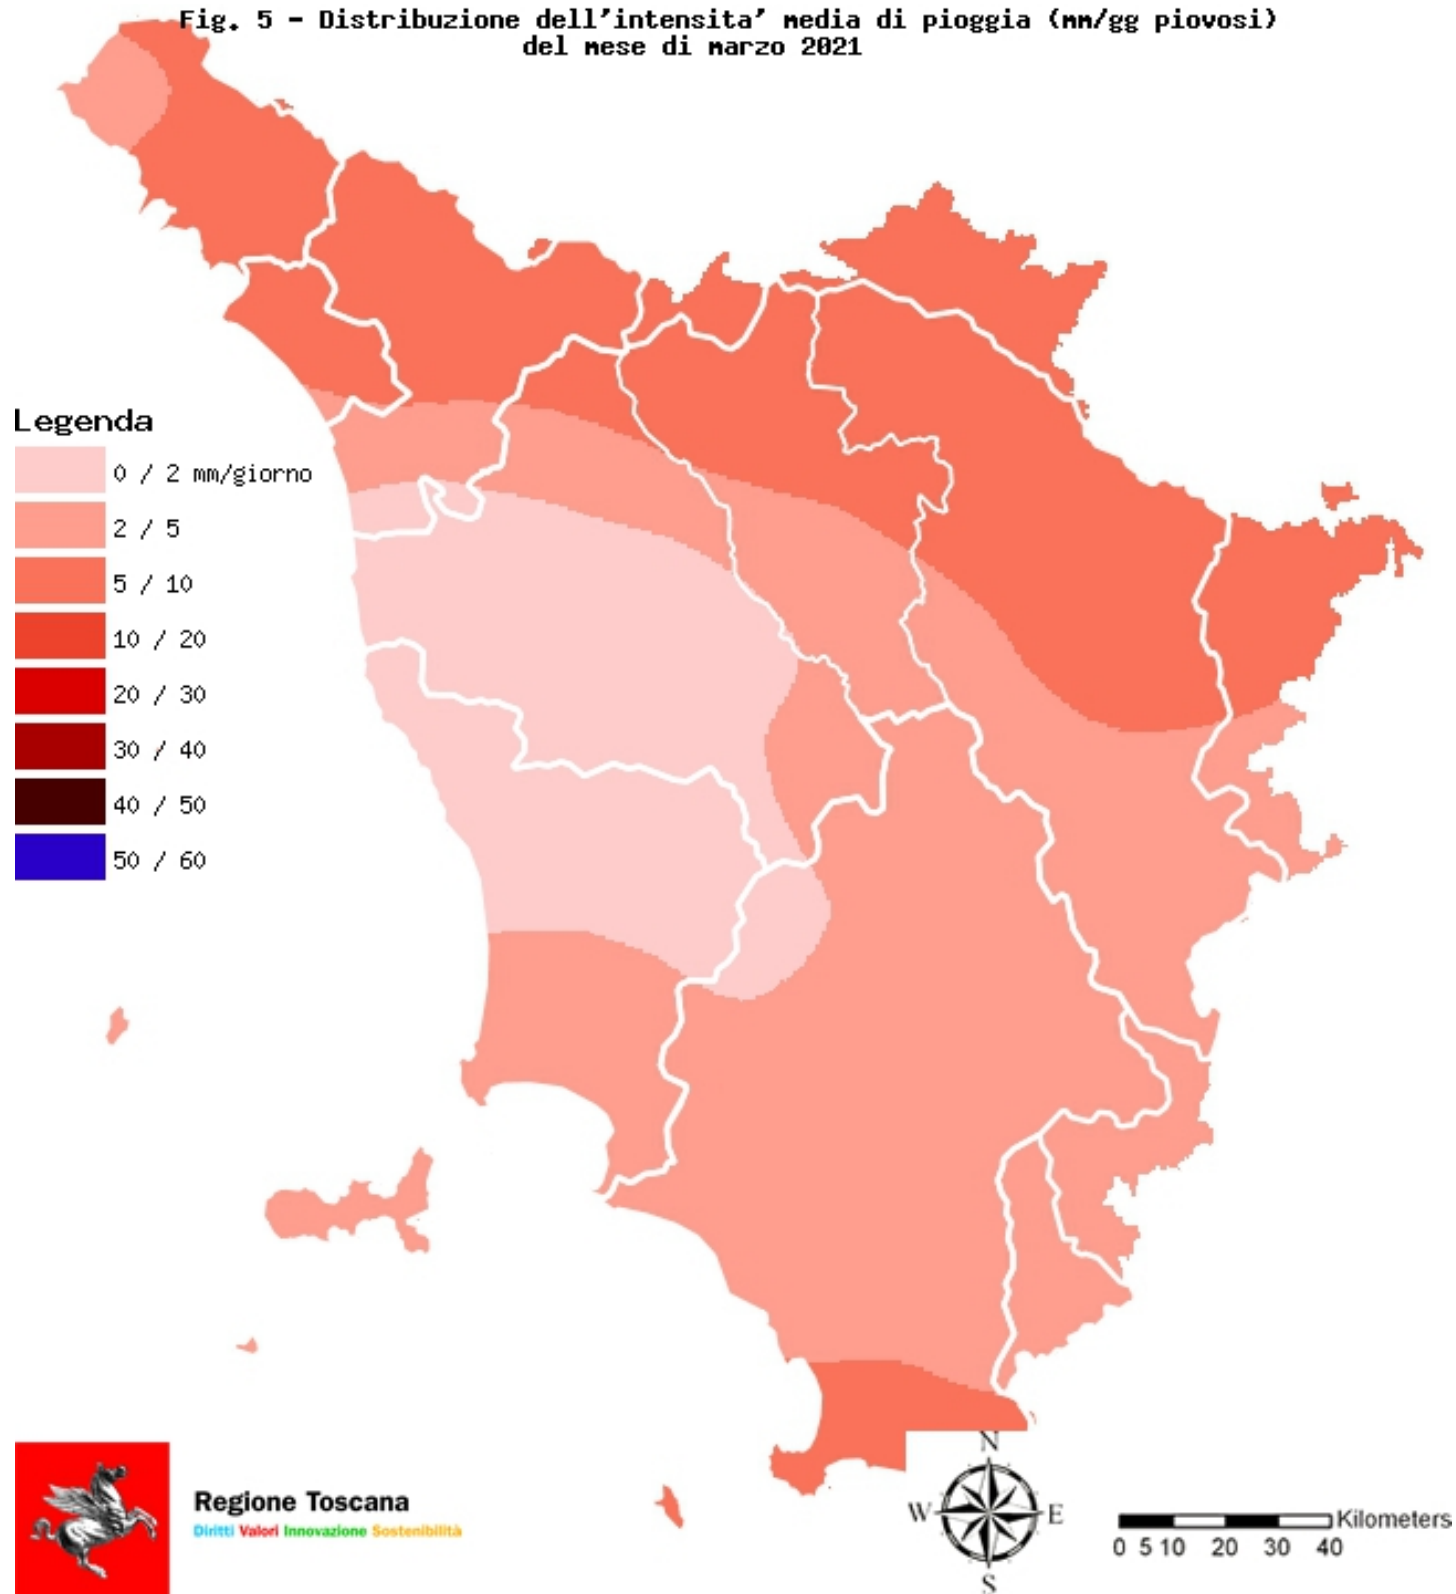 Fig. 5 - Distribuzione dell'intensita' media di pioggia (mm/gg piovosi)
del mese di marzo 2021
Legenda
0 / 2 mm/giorno
2 / 5
5 / 10
10 / 20
20 / 30
30 / 40
40 / 50
50 / 60
Regione Toscana
Diritti Valori Innovazione Sostenibilità
N
W E
S
Kilometers
0 5 10 20 30 40